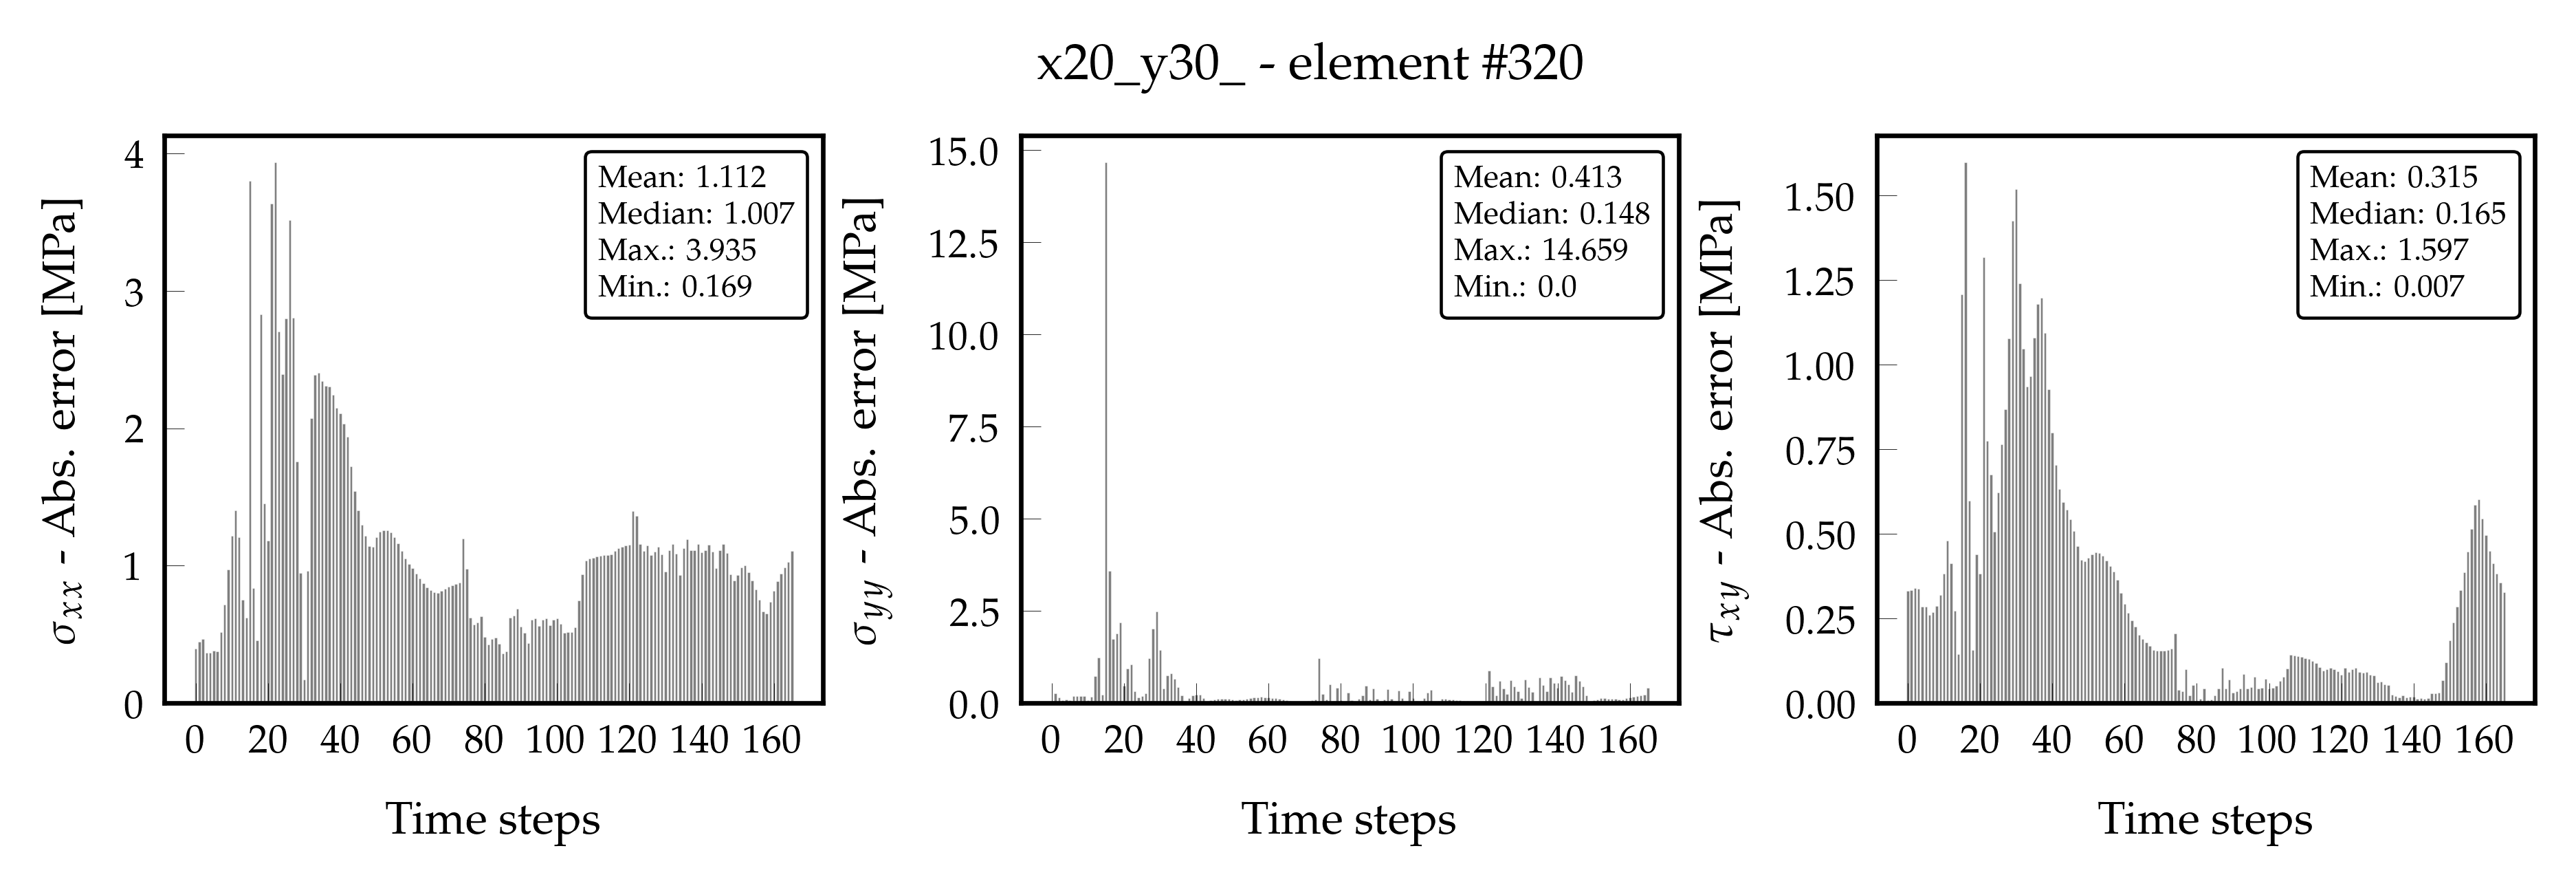 x20_y30_ - element #320
σxx - Abs. error [MPa]
4
3
2
1
0
Mean: 1.112
Median: 1.007
Max.: 3.935
Min.: 0.169
0 20 40 60 80 100 120 140 160
Time steps
σyy - Abs. error [MPa]
15.0
12.5
10.0
7.5
5.0
2.5
0.0
Mean: 0.413
Median: 0.148
Max.: 14.659
Min.: 0.0
0 20 40 60 80 100 120 140 160
Time steps
τxy - Abs. error [MPa]
1.50
1.25
1.00
0.75
0.50
0.25
0.00
Mean: 0.315
Median: 0.165
Max.: 1.597
Min.: 0.007
0 20 40 60 80 100 120 140 160
Time steps